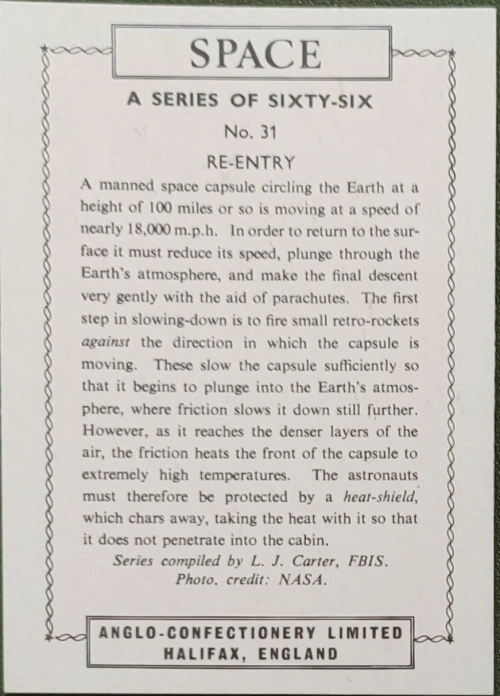 SPACE
A SERIES OF SIXTY-SIX
No. 31
RE-ENTRY
A manned space capsule circling the Earth at a
height of 100 miles or so is moving at a speed of
nearly 18,000 m.p.h. In order to return to the sur-
face it must reduce its speed, plunge through the
Earth's atmosphere, and make the final descent
very gently with the aid of parachutes. The first
step in slowing-down is to fire small retro-rockets
against the direction in which the capsule is
moving. These slow the capsule sufficiently so
that it begins to plunge into the Earth's atmos-
phere, where friction slows it down still further.
However, as it reaches the denser layers of the
air, the friction heats the front of the capsule to
extremely high temperatures. The astronauts
must therefore be protected by a heat-shield,
which chars away, taking the heat with it so that
it does not penetrate into the cabin.
Series compiled by L. J. Carter, FBIS.
Photo. credit: NASA.
ANGLO-CONFECTIONERY LIMITED
HALIFAX, ENGLAND